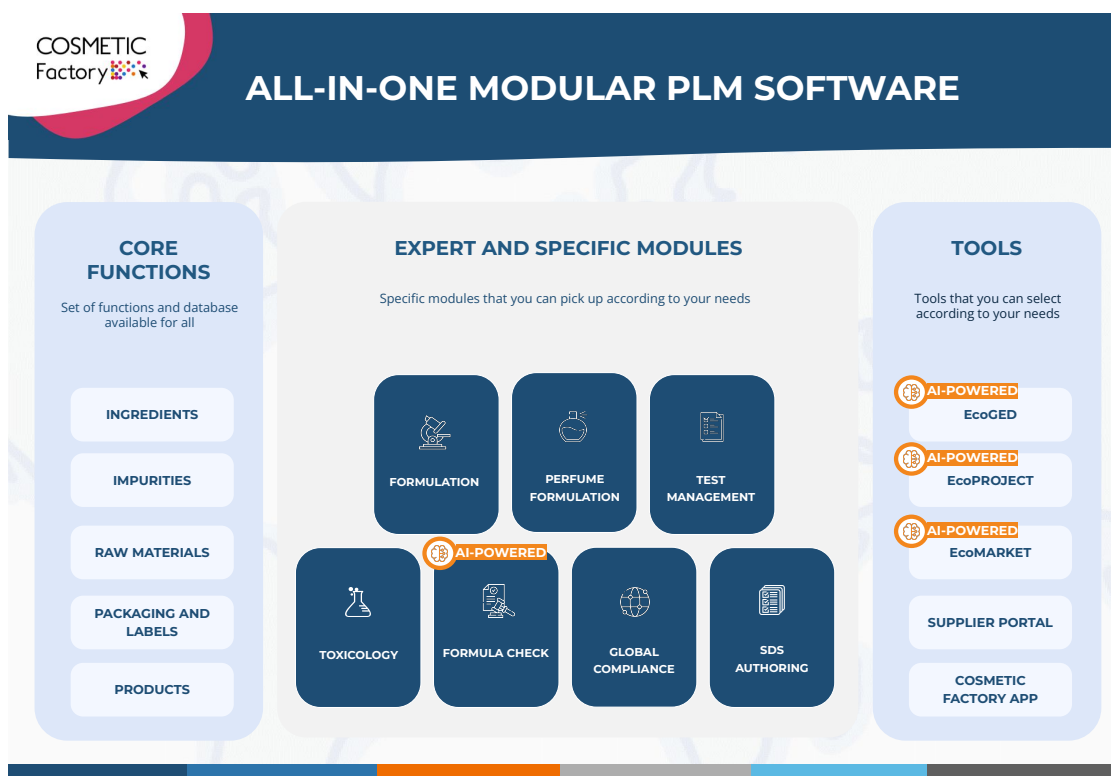 COSMETIC
Factory
ALL-IN-ONE MODULAR PLM SOFTWARE
CORE
FUNCTIONS
Set of functions and database
available for all
INGREDIENTS
IMPURITIES
RAW MATERIALS
PACKAGING AND
LABELS
PRODUCTS
EXPERT AND SPECIFIC MODULES
Specific modules that you can pick up according to your needs
FORMULATION
PERFUME
FORMULATION
TEST
MANAGEMENT
TOXICOLOGY
AI-POWERED
FORMULA CHECK
GLOBAL
COMPLIANCE
SDS
AUTHORING
TOOLS
Tools that you can select
according to your needs
AI-POWERED
EcoGED
AI-POWERED
EcoPROJECT
AI-POWERED
EcoMARKET
SUPPLIER PORTAL
COSMETIC
FACTORY APP